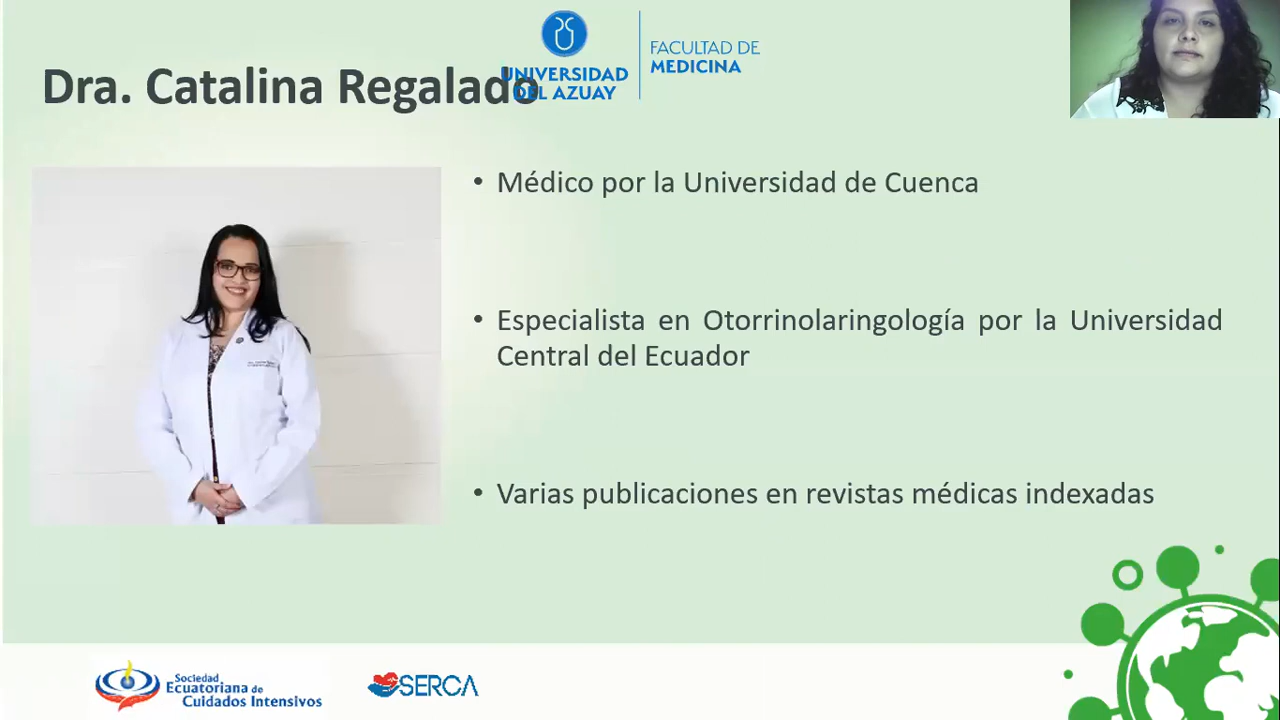 Dra. Catalina Regalado
UNIVERSIDAD
DEL AZUAY
FACULTAD DE
MEDICINA
• Médico por la Universidad de Cuenca
• Especialista en Otorrinolaringología por la Universidad
Central del Ecuador
• Varias publicaciones en revistas médicas indexadas
Sociedad
Ecuatoriana de
Cuidados Intensivos
SERCA